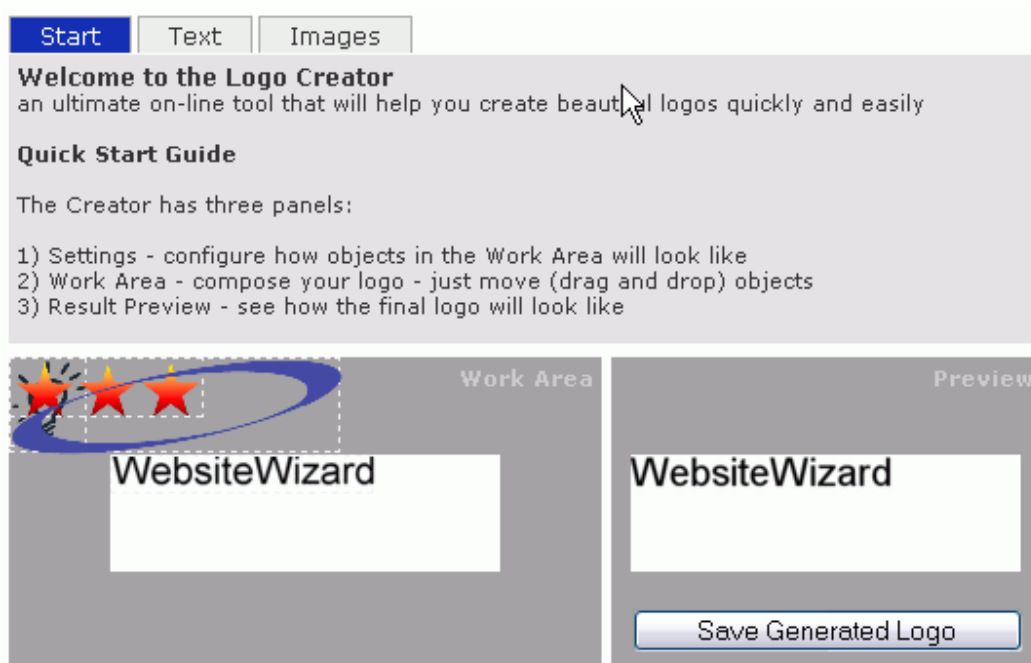 Start Text Images
Welcome to the Logo Creator
an ultimate on-line tool that will help you create beautiful logos quickly and easily
Quick Start Guide
The Creator has three panels:
1) Settings - configure how objects in the Work Area will look like
2) Work Area - compose your logo - just move (drag and drop) objects
3) Result Preview - see how the final logo will look like
Work Area
Preview
WebsiteWizard
WebsiteWizard
Save Generated Logo